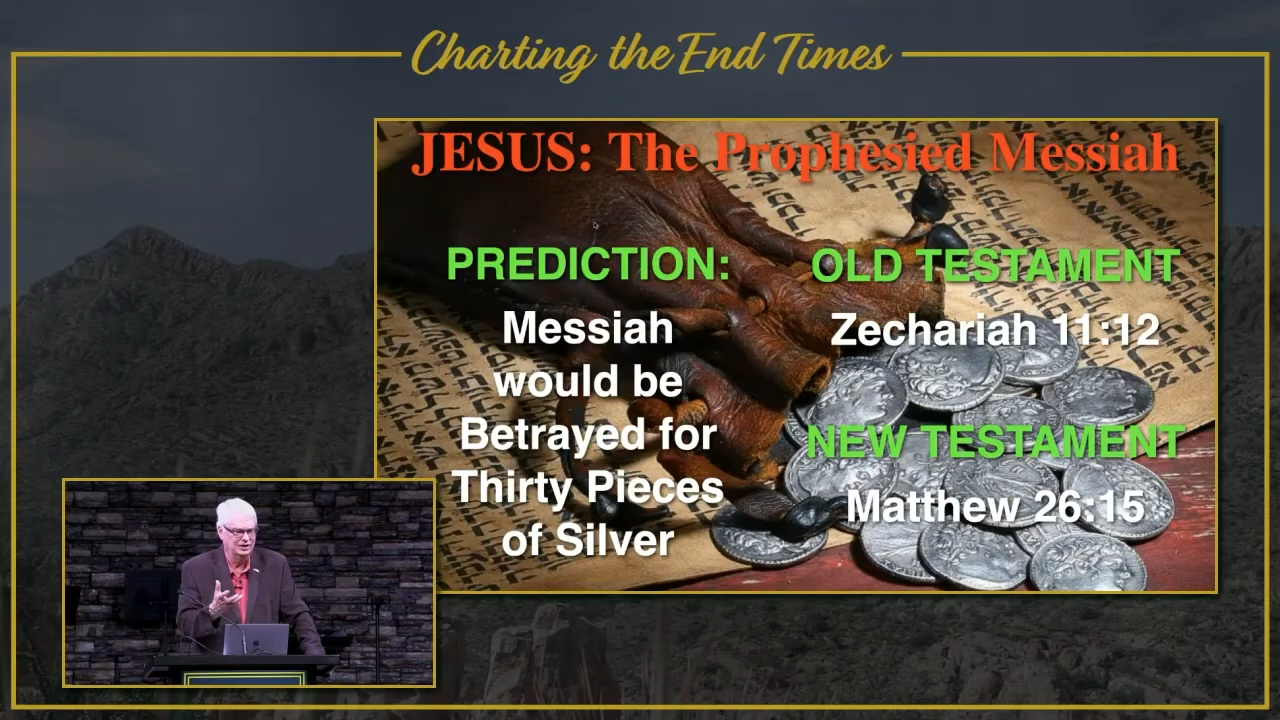 Charting the End Times
JESUS: The Prophesied Messiah
PREDICTION:
Messiah
would be
Betrayed for
Thirty Pieces
of Silver
OLD TESTAMENT
Zechariah 11:12
NEW TESTAMENT
Matthew 26:15